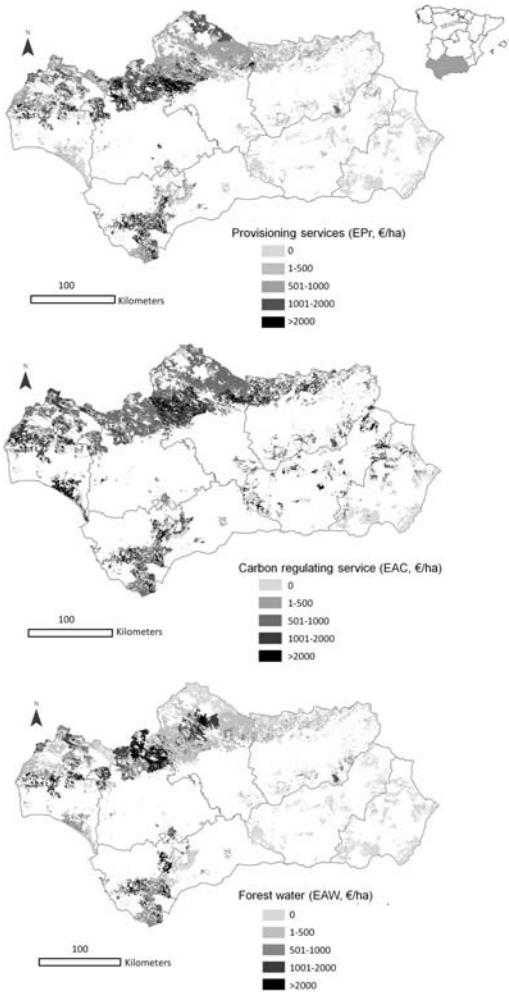 N
Provisioning services (EPr, €/ha)
0
1-500
501-1000
1001-2000
>2000
100
Kilometers
N
Carbon regulating service (EAC, €/ha)
0
1-500
501-1000
1001-2000
>2000
100
Kilometers
N
Forest water (EAW, €/ha)
0
1-500
501-1000
1001-2000
>2000
100
Kilometers